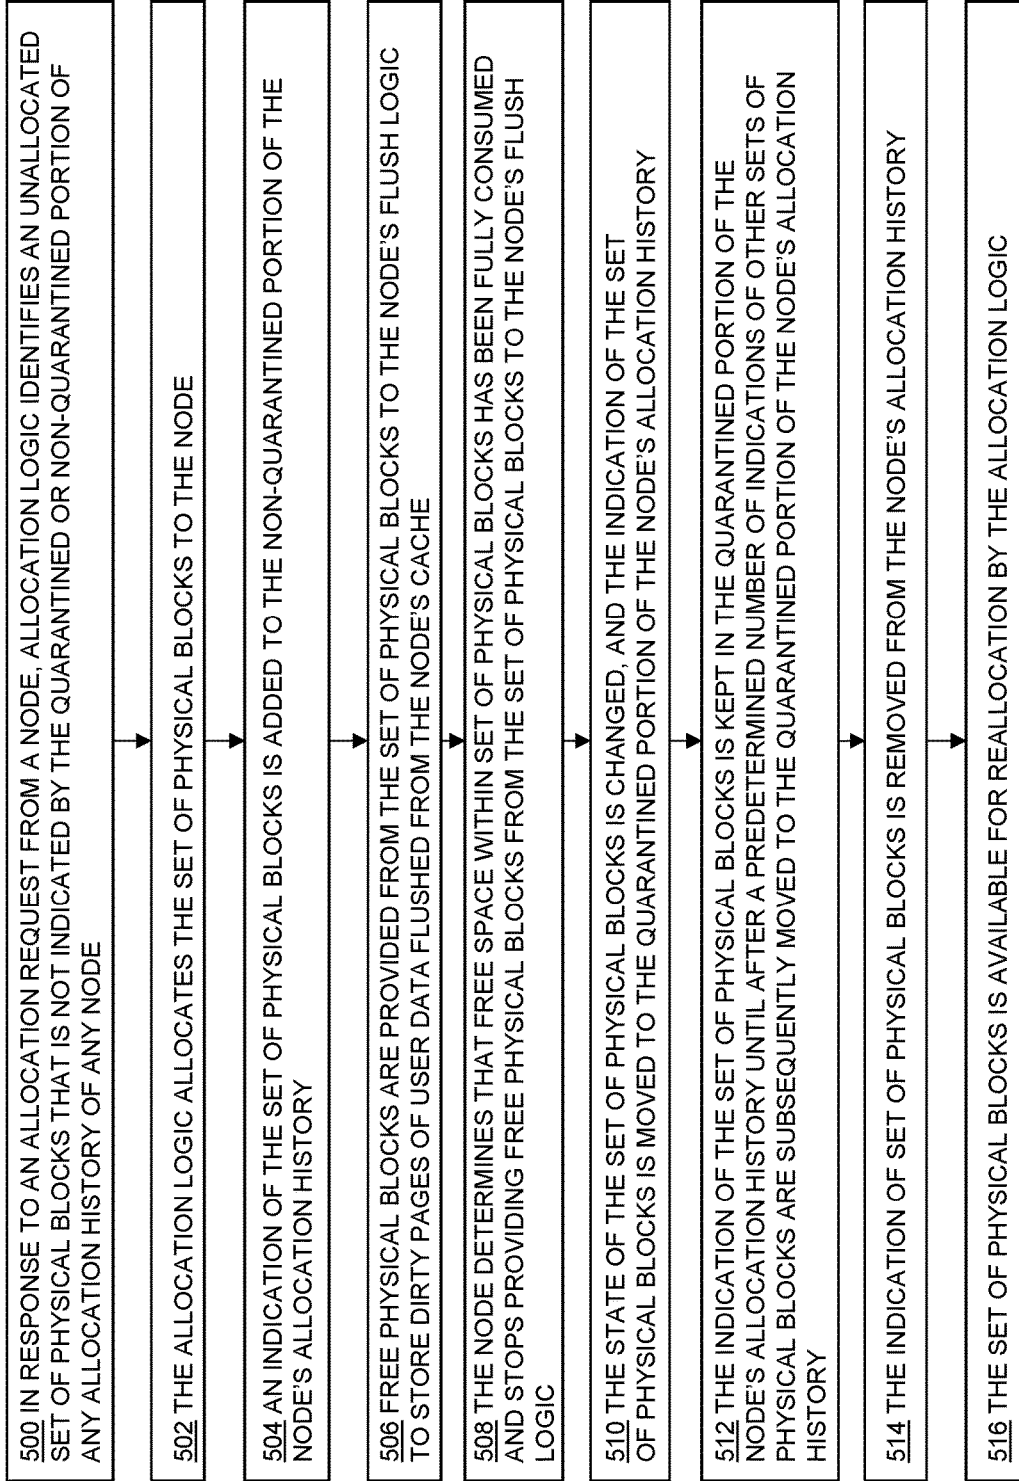 500 IN RESPONSE TO AN ALLOCATION REQUEST FROM A NODE, ALLOCATION LOGIC IDENTIFIES AN UNALLOCATED
SET OF PHYSICAL BLOCKS THAT IS NOT INDICATED BY THE QUARANTINED OR NON-QUARANTINED PORTION OF
ANY ALLOCATION HISTORY OF ANY NODE
502 THE ALLOCATION LOGIC ALLOCATES THE SET OF PHYSICAL BLOCKS TO THE NODE
504 AN INDICATION OF THE SET OF PHYSICAL BLOCKS IS ADDED TO THE NON-QUARANTINED PORTION OF THE
NODE'S ALLOCATION HISTORY
506 FREE PHYSICAL BLOCKS ARE PROVIDED FROM THE SET OF PHYSICAL BLOCKS TO THE NODE'S FLUSH LOGIC
TO STORE DIRTY PAGES OF USER DATA FLUSHED FROM THE NODE'S CACHE
508 THE NODE DETERMINES THAT FREE SPACE WITHIN SET OF PHYSICAL BLOCKS HAS BEEN FULLY CONSUMED
AND STOPS PROVIDING FREE PHYSICAL BLOCKS FROM THE SET OF PHYSICAL BLOCKS TO THE NODE'S FLUSH
LOGIC
510 THE STATE OF THE SET OF PHYSICAL BLOCKS IS CHANGED, AND THE INDICATION OF THE SET
OF PHYSICAL BLOCKS IS MOVED TO THE QUARANTINED PORTION OF THE NODE'S ALLOCATION HISTORY
512 THE INDICATION OF THE SET OF PHYSICAL BLOCKS IS KEPT IN THE QUARANTINED PORTION OF THE
NODE'S ALLOCATION HISTORY UNTIL AFTER A PREDETERMINED NUMBER OF INDICATIONS OF OTHER SETS OF
PHYSICAL BLOCKS ARE SUBSEQUENTLY MOVED TO THE QUARANTINED PORTION OF THE NODE'S ALLOCATION
HISTORY
514 THE INDICATION OF SET OF PHYSICAL BLOCKS IS REMOVED FROM THE NODE'S ALLOCATION HISTORY
516 THE SET OF PHYSICAL BLOCKS IS AVAILABLE FOR REALLOCATION BY THE ALLOCATION LOGIC